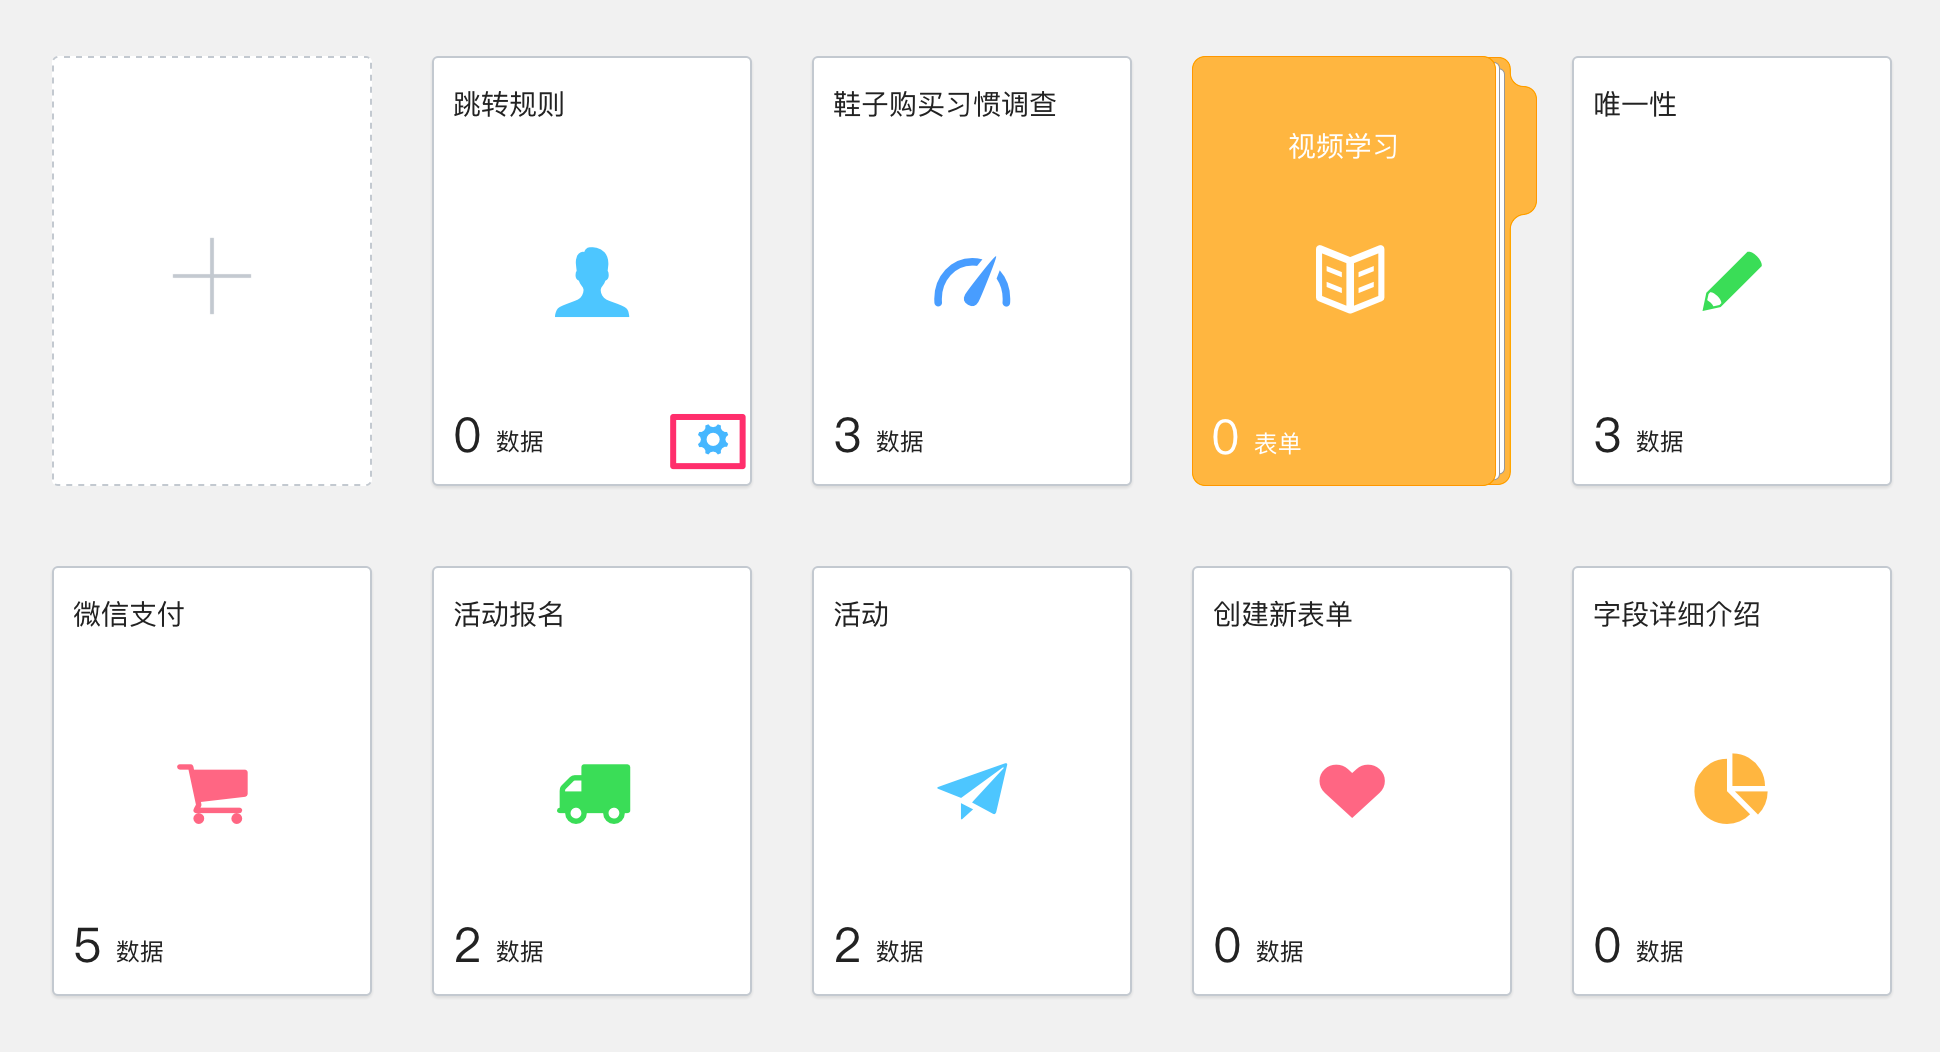 跳转规则
0 数据
鞋子购买习惯调查
3 数据
视频学习
0 表单
唯一性
3 数据
微信支付
5 数据
活动报名
2 数据
活动
2 数据
创建新表单
0 数据
字段详细介绍
0 数据